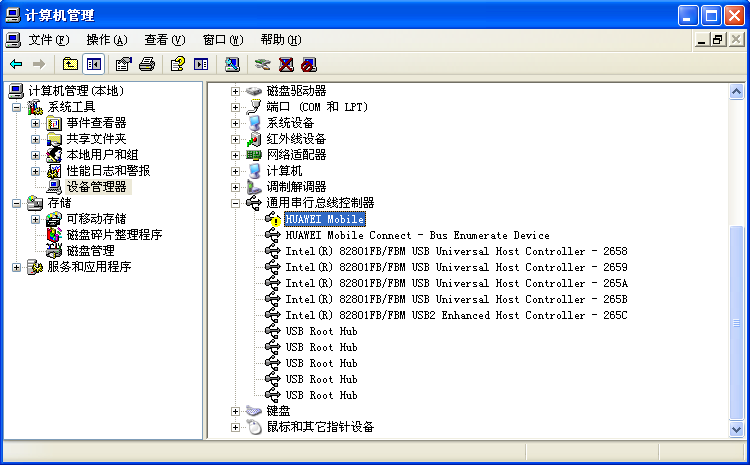 计算机管理
文件(F) 操作(A) 查看(V) 窗口(W) 帮助(H)
计算机管理(本地)
系统工具
事件查看器
共享文件夹
本地用户和组
性能日志和警报
设备管理器
存储
可移动存储
磁盘碎片整理程序
磁盘管理
服务和应用程序
磁盘驱动器
端口 (COM 和 LPT)
系统设备
红外线设备
网络适配器
计算机
调制解调器
通用串行总线控制器
HUAWEI Mobile
HUAWEI Mobile Connect - Bus Enumerate Device
Intel(R) 82801FB/FBM USB Universal Host Controller - 2658
Intel(R) 82801FB/FBM USB Universal Host Controller - 2659
Intel(R) 82801FB/FBM USB Universal Host Controller - 265A
Intel(R) 82801FB/FBM USB Universal Host Controller - 265B
Intel(R) 82801FB/FBM USB2 Enhanced Host Controller - 265C
USB Root Hub
USB Root Hub
USB Root Hub
USB Root Hub
USB Root Hub
键盘
鼠标和其它指针设备